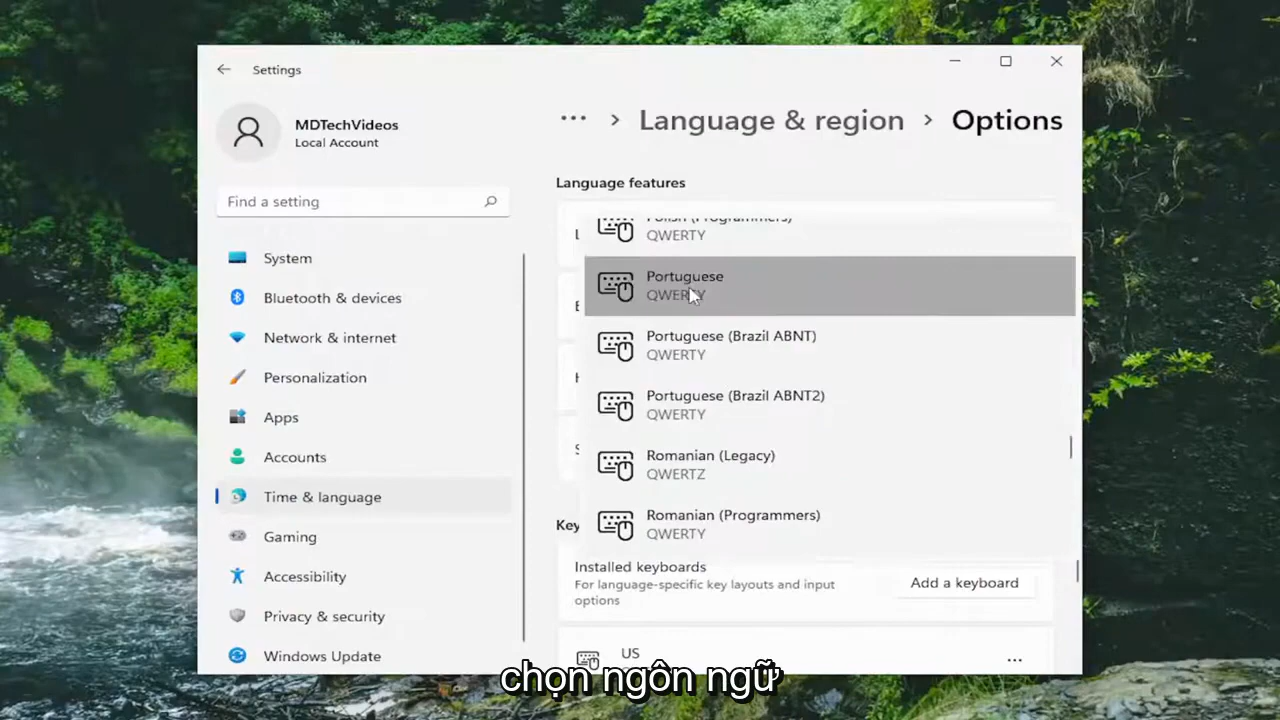 Settings
MDTechVideos
Local Account
Find a setting
System
Bluetooth & devices
Network & internet
Personalization
Apps
Accounts
Time & language
Gaming
Accessibility
Privacy & security
Windows Update
... > Language & region > Options
Language features
Polish (Programmers)
QWERTY
Portuguese
QWERTY
Portuguese (Brazil ABNT)
QWERTY
Portuguese (Brazil ABNT2)
QWERTY
Romanian (Legacy)
QWERTZ
Romanian (Programmers)
QWERTY
Key
Installed keyboards
For language-specific key layouts and input
options
Add a keyboard
US
chọn ngôn ngữ